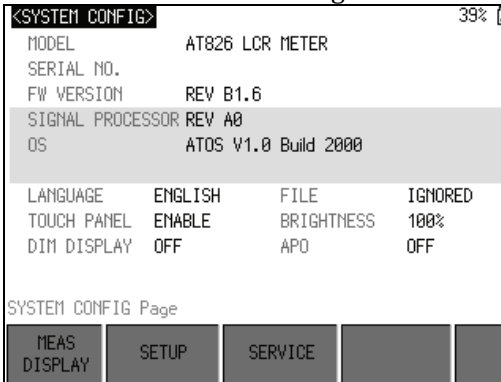 <SYSTEM CONFIG> 39%
MODEL AT826 LCR METER
SERIAL NO.
FW VERSION REV B1.6
SIGNAL PROCESSOR REV A0
OS ATOS V1.0 Build 2000
LANGUAGE ENGLISH FILE IGNORED
TOUCH PANEL ENABLE BRIGHTNESS 100%
DIM DISPLAY OFF APO OFF
SYSTEM CONFIG Page
MEAS DISPLAY SETUP SERVICE